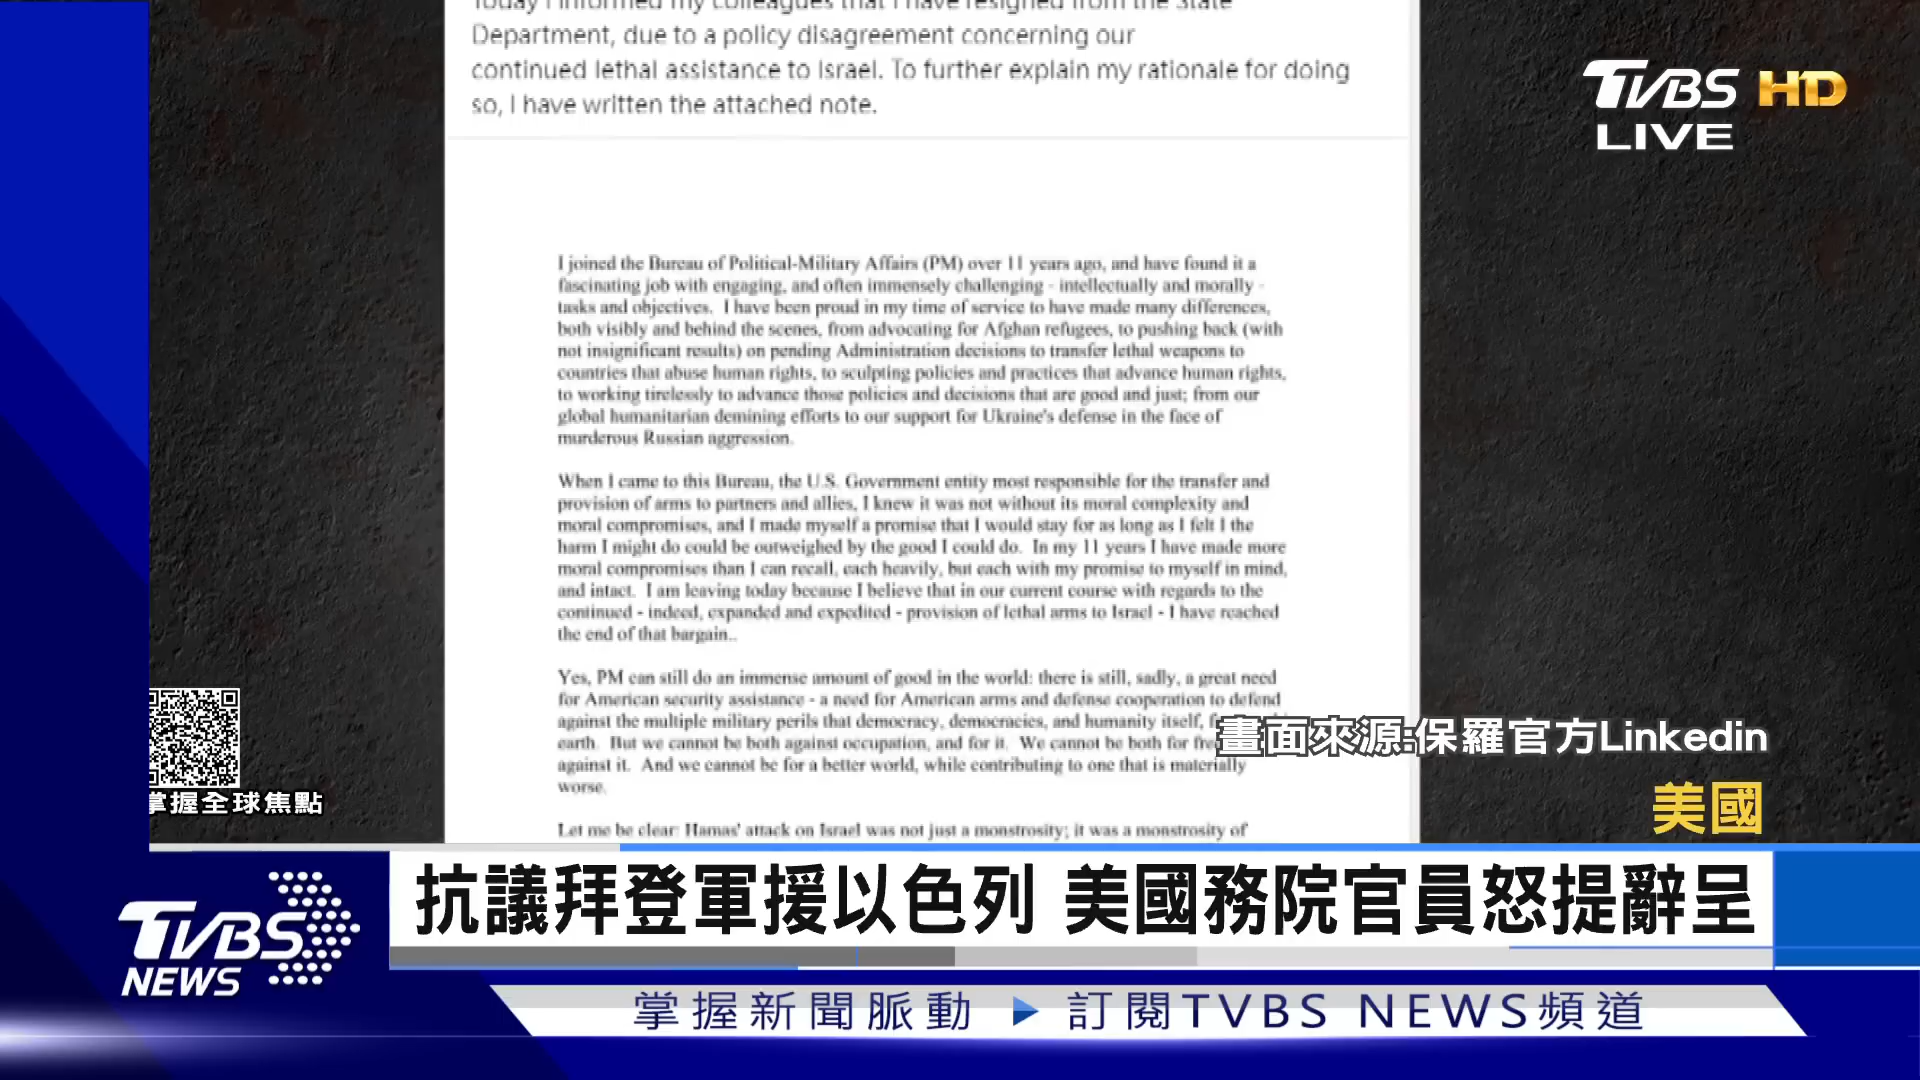 Today I informed my colleagues that I have resigned from the State
Department, due to a policy disagreement concerning our
continued lethal assistance to Israel. To further explain my rationale for doing
so, I have written the attached note.
TVBS HD
LIVE
I joined the Bureau of Political-Military Affairs (PM) over 11 years ago, and have found it a
fascinating job with engaging, and often immensely challenging - intellectually and morally -
tasks and objectives. I have been proud in my time of service to have made many differences,
both visibly and behind the scenes, from advocating for Afghan refugees, to pushing back (with
not insignificant results) on pending Administration decisions to transfer lethal weapons to
countries that abuse human rights, to sculpting policies and practices that advance human rights,
to working tirelessly to advance those policies and decisions that are good and just; from our
global humanitarian demining efforts to our support for Ukraine's defense in the face of
murderous Russian aggression.
When I came to this Bureau, the U.S. Government entity most responsible for the transfer and
provision of arms to partners and allies, I knew it was not without its moral complexity and
moral compromises, and I made myself a promise that I would stay for as long as I felt I the
harm I might do could be outweighed by the good I could do. In my 11 years I have made more
moral compromises than I can recall, each heavily, but each with my promise to myself in mind,
and intact. I am leaving today because I believe that in our current course with regards to the
continued - indeed, expanded and expedited - provision of lethal arms to Israel - I have reached
the end of that bargain..
Yes, PM can still do an immense amount of good in the world: there is still, sadly, a great need
for American security assistance - a need for American arms and defense cooperation to defend
against the multiple military perils that democracy, democracies, and humanity itself,
earth. But we cannot be both against occupation, and for it. We cannot be both for
against it. And we cannot be for a better world, while contributing to one that is materially
worse.
Let me be clear: Hamas' attack on Israel was not just a monstrosity; it was a monstrosity of
畫面來源:保羅官方Linkedin
掌握全球焦點
美國
抗議拜登軍援以色列 美國務院官員怒提辭呈
TVBS
NEWS
掌握新聞脈動 ▶ 訂閱TVBS NEWS頻道